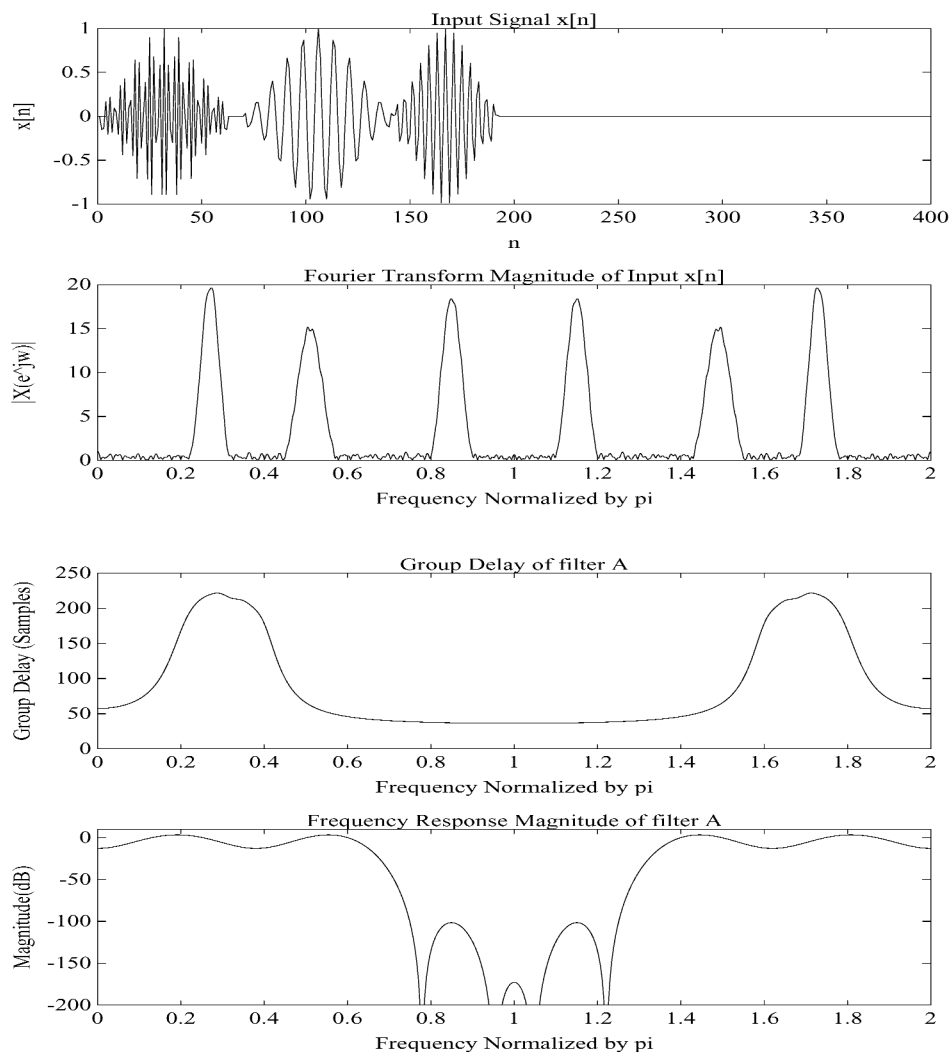 Input Signal x[n]
1
0.5
0
-0.5
-1
x[n]
0 50 100 150 200 250 300 350 400
n
Fourier Transform Magnitude of Input x[n]
20
15
10
5
0
|X(e^jw)|
0 0.2 0.4 0.6 0.8 1 1.2 1.4 1.6 1.8 2
Frequency Normalized by pi
Group Delay of filter A
250
200
150
100
50
0
Group Delay (Samples)
0 0.2 0.4 0.6 0.8 1 1.2 1.4 1.6 1.8 2
Frequency Normalized by pi
Frequency Response Magnitude of filter A
0
-50
-100
-150
-200
Magnitude(dB)
0 0.2 0.4 0.6 0.8 1 1.2 1.4 1.6 1.8 2
Frequency Normalized by pi